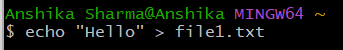 Anshika Sharma@Anshika MINGW64 ~
$ echo "Hello" > file1.txt